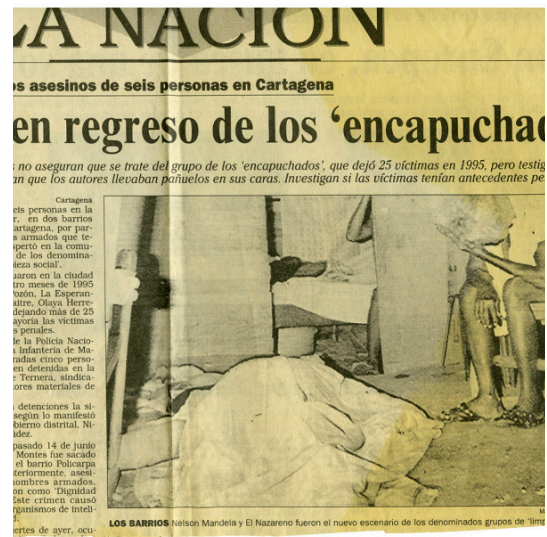 LA NACIÓN
os asesinos de seis personas en Cartagena
en regreso de los ‘encapuchad
s no aseguran que se trate del grupo de los ‘encapuchados’, que dejó 25 víctimas en 1995, pero testig
an que los autores llevaban pañuelos en sus caras. Investigan si las víctimas tenían antecedentes pe
Cartagena
eis personas en la
r, en dos barrios
artagena, por par-
s armados que te-
spertó en la comu-
de los denomina-
pieza social’.
uaron en la ciudad
tro meses de 1995
Pozón, La Esperan-
aitre, Olaya Herre-
dejando más de 25
ayoría las víctimas
s penales.
de la Policía Nacio-
a Infantería de Ma-
radas cinco perso-
en detenidas en la
e Ternera, sindica-
ores materiales de
s detenciones la si-
según lo manifestó
bierno distrital, Ni-
dez.
pasado 14 de junio
Montes fue sacado
el barrio Policarpa
teriormente, asesi-
hombres armados,
on como ‘Dignidad
Este crimen causó
organismos de inteli-
d.
ertes de ayer, ocu-
LOS BARRIOS Nelson Mandela y El Nazareno fueron el nuevo escenario de los denominados grupos de ‘limp